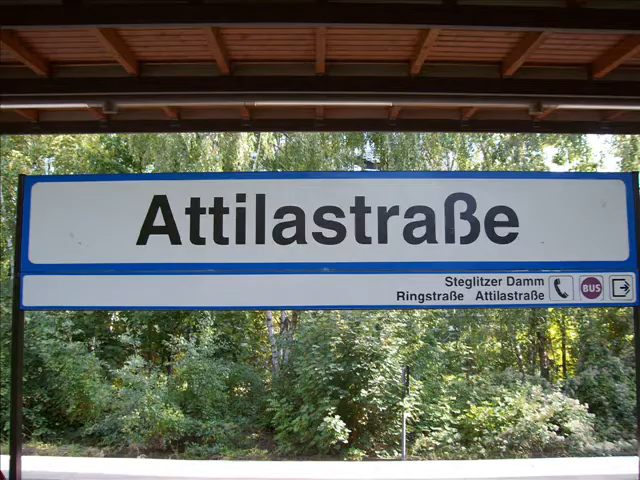 Attilastraße
Steglitzer Damm
Ringstraße Attilastraße
BUS